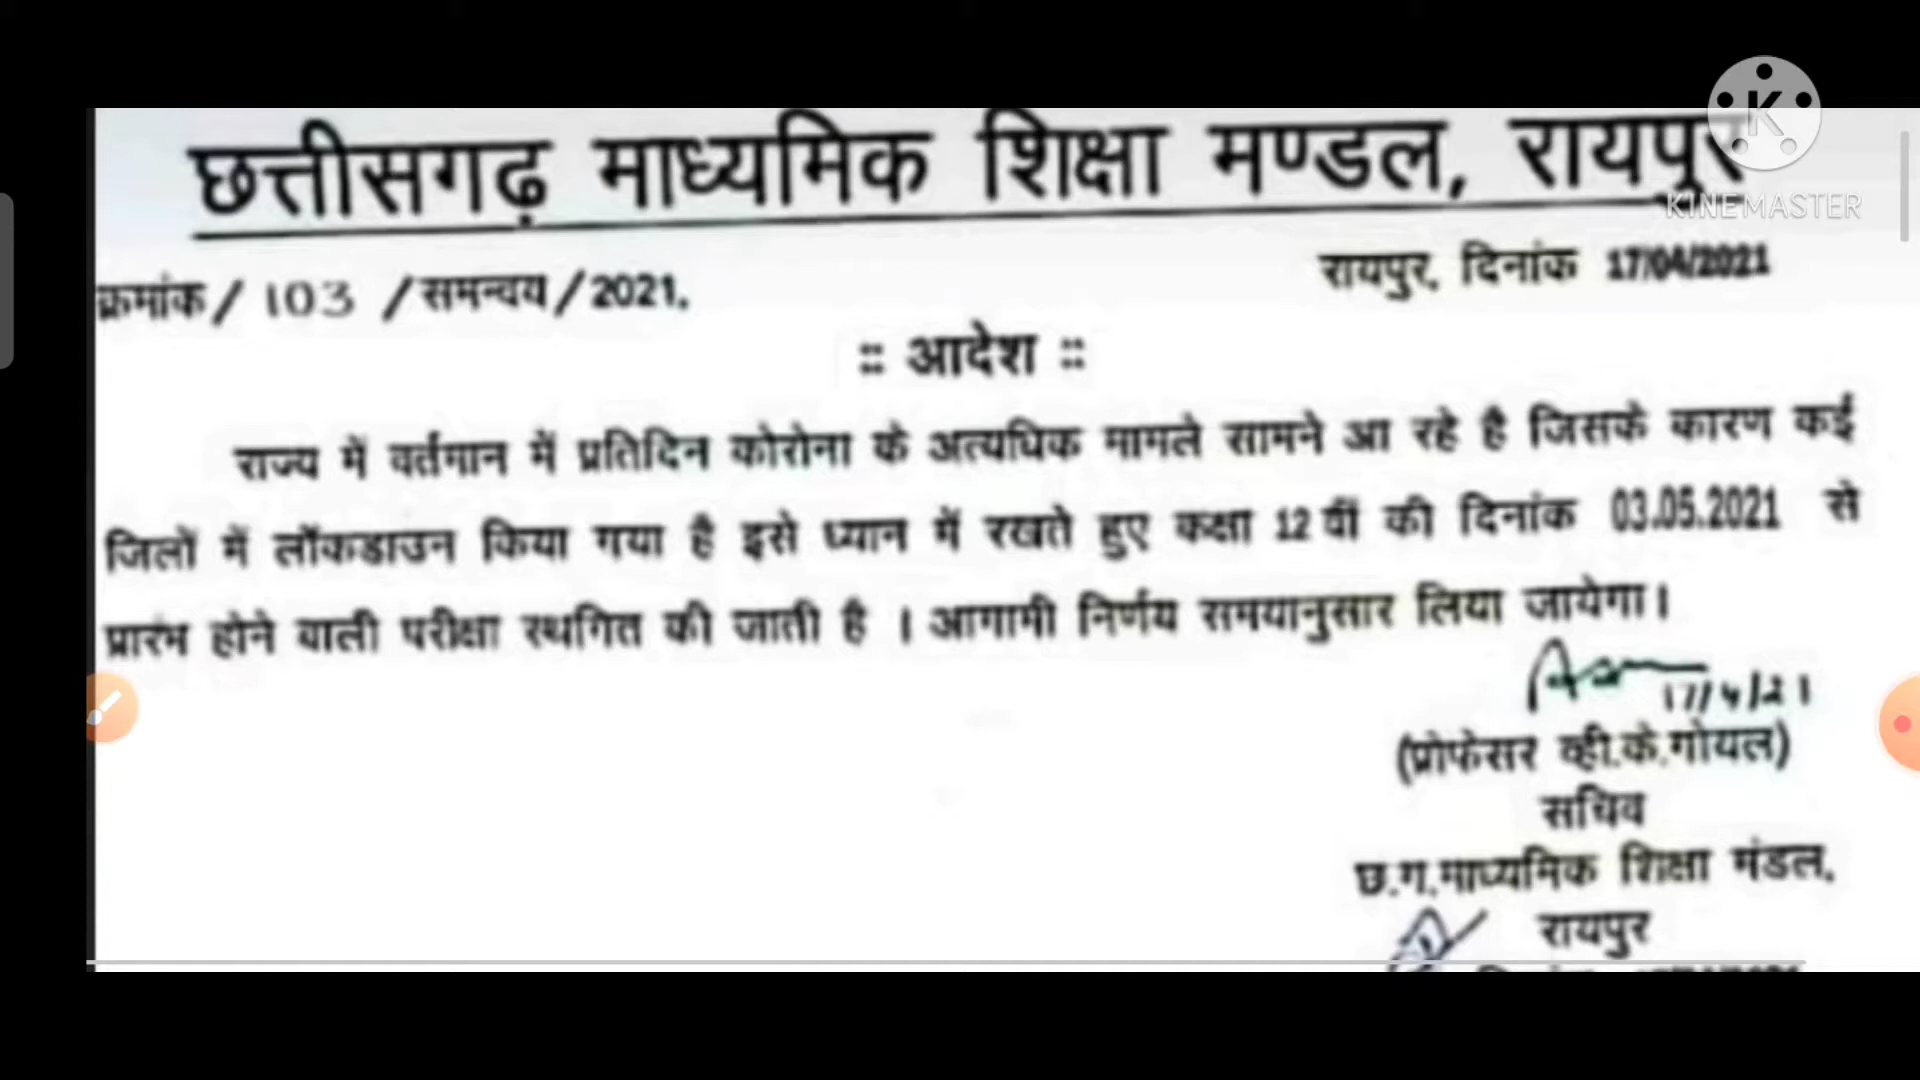 छत्तीसगढ़ माध्यमिक शिक्षा मण्डल, रायपुर
KINEMASTER
क्रमांक/ 103 /समन्वय/2021.
रायपुर, दिनांक 17/04/2021
:: आदेश ::
राज्य में वर्तमान में प्रतिदिन कोरोना के अत्यधिक मामले सामने आ रहे है जिसके कारण कई
जिलों में लॉकडाउन किया गया है इसे ध्यान में रखते हुए कक्षा 12 वीं की दिनांक 03.05.2021 से
प्रारंभ होने वाली परीक्षा स्थगित की जाती है । आगामी निर्णय समयानुसार लिया जायेगा।
17/4/21
(प्रोफेसर व्ही.के.गोयल)
सचिव
छ.ग.माध्यमिक शिक्षा मंडल,
रायपुर